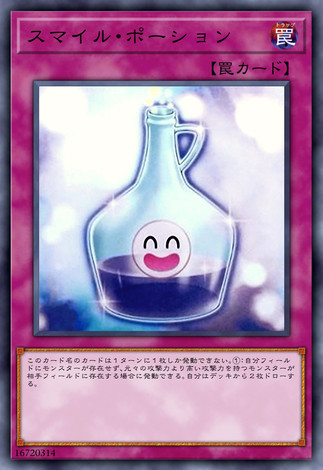 スマイル・ポーション
トラップ
罠
【罠カード】
このカード名のカードは１ターンに１枚しか発動できない。①：自分フィール
ドにモンスターが存在せず、元々の攻撃力より高い攻撃力を持つモンスターが
相手フィールドに存在する場合に発動できる。自分はデッキから２枚ドローす
る。
16720314